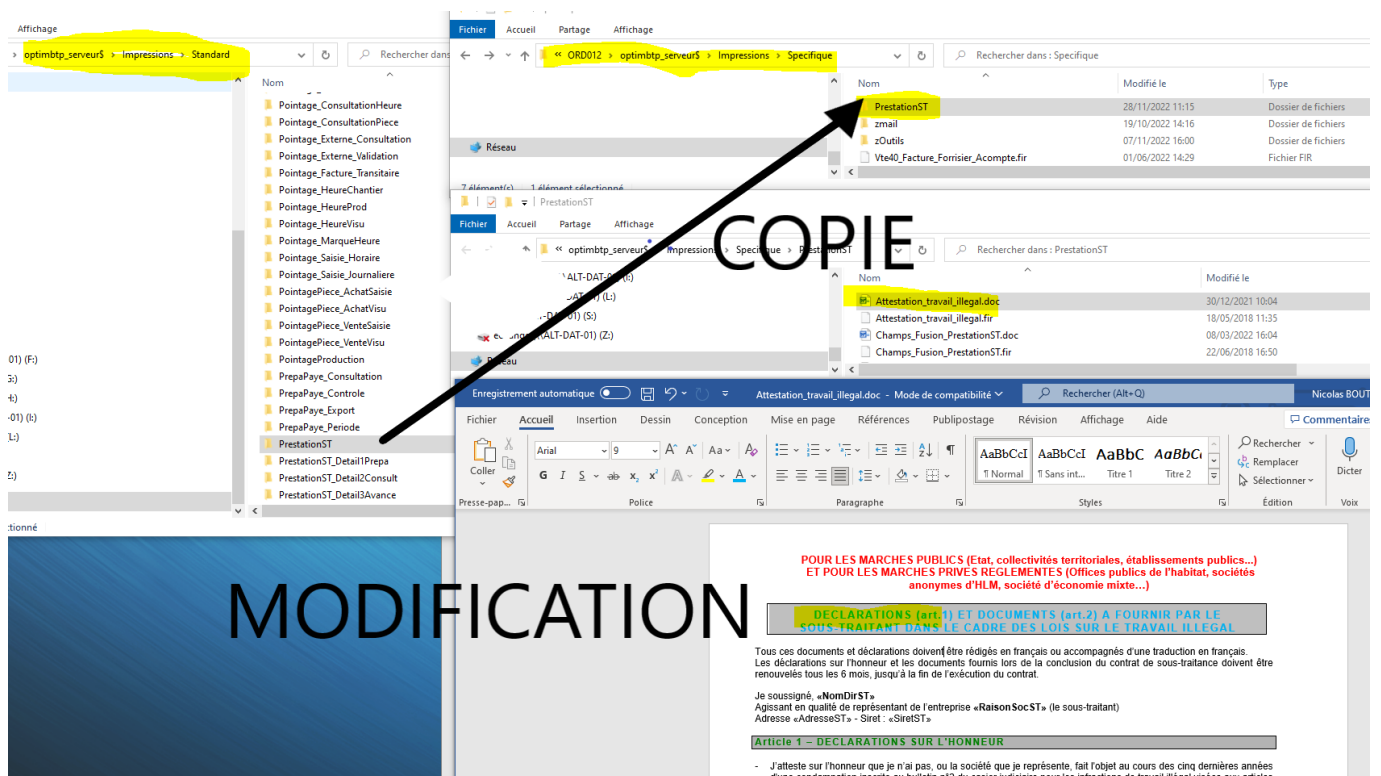 Affichage
optimbtp_serveur$ > Impressions > Standard
Rechercher dans
Nom
Pointage_ConsultationHeure
Pointage_ConsultationPiece
Pointage_Externe_Consultation
Pointage_Externe_Validation
Pointage_Facture_Transitaire
Pointage_HeureChantier
Pointage_HeureProd
Pointage_HeureVisu
Pointage_MarqueHeure
Pointage_Saisie_Horaire
Pointage_Saisie_Journaliere
PointagePiece_AchatSaisie
PointagePiece_AchatVisu
PointagePiece_VenteSaisie
PointagePiece_VenteVisu
PointageProduction
PrepaPaye_Consultation
PrepaPaye_Controle
PrepaPaye_Export
PrepaPaye_Periode
PrestationST
PrestationST_Detail1Prepa
PrestationST_Detail2Consult
PrestationST_Detail3Avance
01) (F:)
-01) (I:)
Fichier Accueil Partage Affichage
« ORD012 > optimbtp_serveur$ > Impressions > Specifique
Rechercher dans : Specifique
Nom Modifié le Type
PrestationST 28/11/2022 11:15 Dossier de fichiers
zmail 19/10/2022 14:16 Dossier de fichiers
zOutils 07/11/2022 16:00 Dossier de fichiers
Vte40_Facture_Forrisier_Acompte.fir 01/06/2022 14:29 Fichier FIR
Réseau
7 élément(s) 1 élément sélectionné
PrestationST
Fichier Accueil Partage Affichage
« optimbtp_serveur$ > Impressions > Specifique > PrestationST
Rechercher dans : PrestationST
COPIE
Nom Modifié le
Attestation_travail_illegal.doc 30/12/2021 10:04
Attestation_travail_illegal.fir 18/05/2018 11:35
Champs_Fusion_PrestationST.doc 08/03/2022 16:04
Champs_Fusion_PrestationST.fir 22/06/2018 16:50
(ALT-DAT-01) (Z:)
Enregistrement automatique Attestation_travail_illegal.doc - Mode de compatibilité Rechercher (Alt+Q) Nicolas BOUT
Fichier Accueil Insertion Dessin Conception Mise en page Références Publipostage Révision Affichage Aide Commentaires
Coller Arial 9
AaBbCcI AaBbCcI AaBbC AaBbCc
¶ Normal ¶ Sans int... Titre 1 Titre 2
Rechercher
Remplacer
Sélectionner
Dicter
Presse-pap... Police Paragraphe Styles Édition Voix
MODIFICATION
POUR LES MARCHES PUBLICS (Etat, collectivités territoriales, établissements publics...)
ET POUR LES MARCHES PRIVES REGLEMENTES (Offices publics de l'habitat, sociétés
anonymes d'HLM, société d'économie mixte…)
DECLARATIONS (art.1) ET DOCUMENTS (art.2) A FOURNIR PAR LE
SOUS-TRAITANT DANS LE CADRE DES LOIS SUR LE TRAVAIL ILLEGAL
Tous ces documents et déclarations doivent être rédigés en français ou accompagnés d'une traduction en français.
Les déclarations sur l'honneur et les documents fournis lors de la conclusion du contrat de sous-traitance doivent être
renouvelés tous les 6 mois, jusqu'à la fin de l'exécution du contrat.
Je soussigné, «NomDirST»
Agissant en qualité de représentant de l'entreprise «RaisonSocST» (le sous-traitant)
Adresse «AdresseST» - Siret : «SiretST»
Article 1 – DECLARATIONS SUR L'HONNEUR
- J'atteste sur l'honneur que je n'ai pas, ou la société que je représente, fait l'objet au cours des cinq dernières années